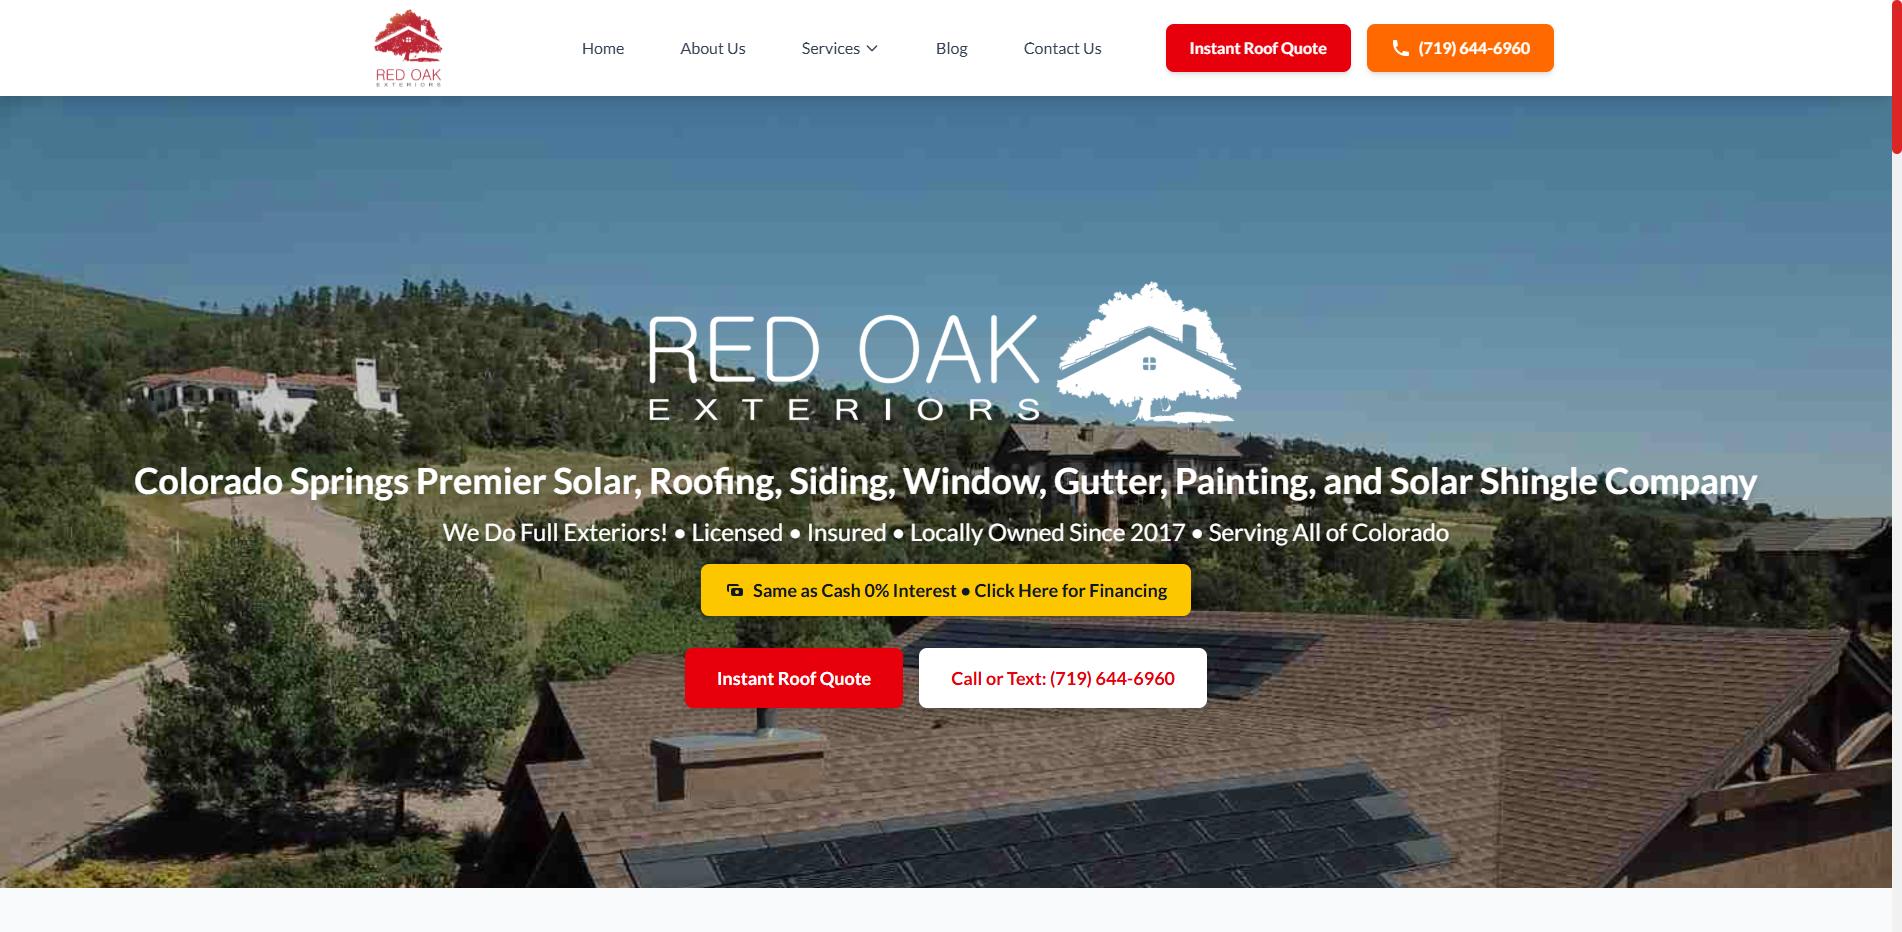 RED OAK
EXTERIORS
Home
About Us
Services
Blog
Contact Us
Instant Roof Quote
(719) 644-6960
RED OAK
EXTERIORS
Colorado Springs Premier Solar, Roofing, Siding, Window, Gutter, Painting, and Solar Shingle Company
We Do Full Exteriors! • Licensed • Insured • Locally Owned Since 2017 • Serving All of Colorado
Same as Cash 0% Interest • Click Here for Financing
Instant Roof Quote
Call or Text: (719) 644-6960